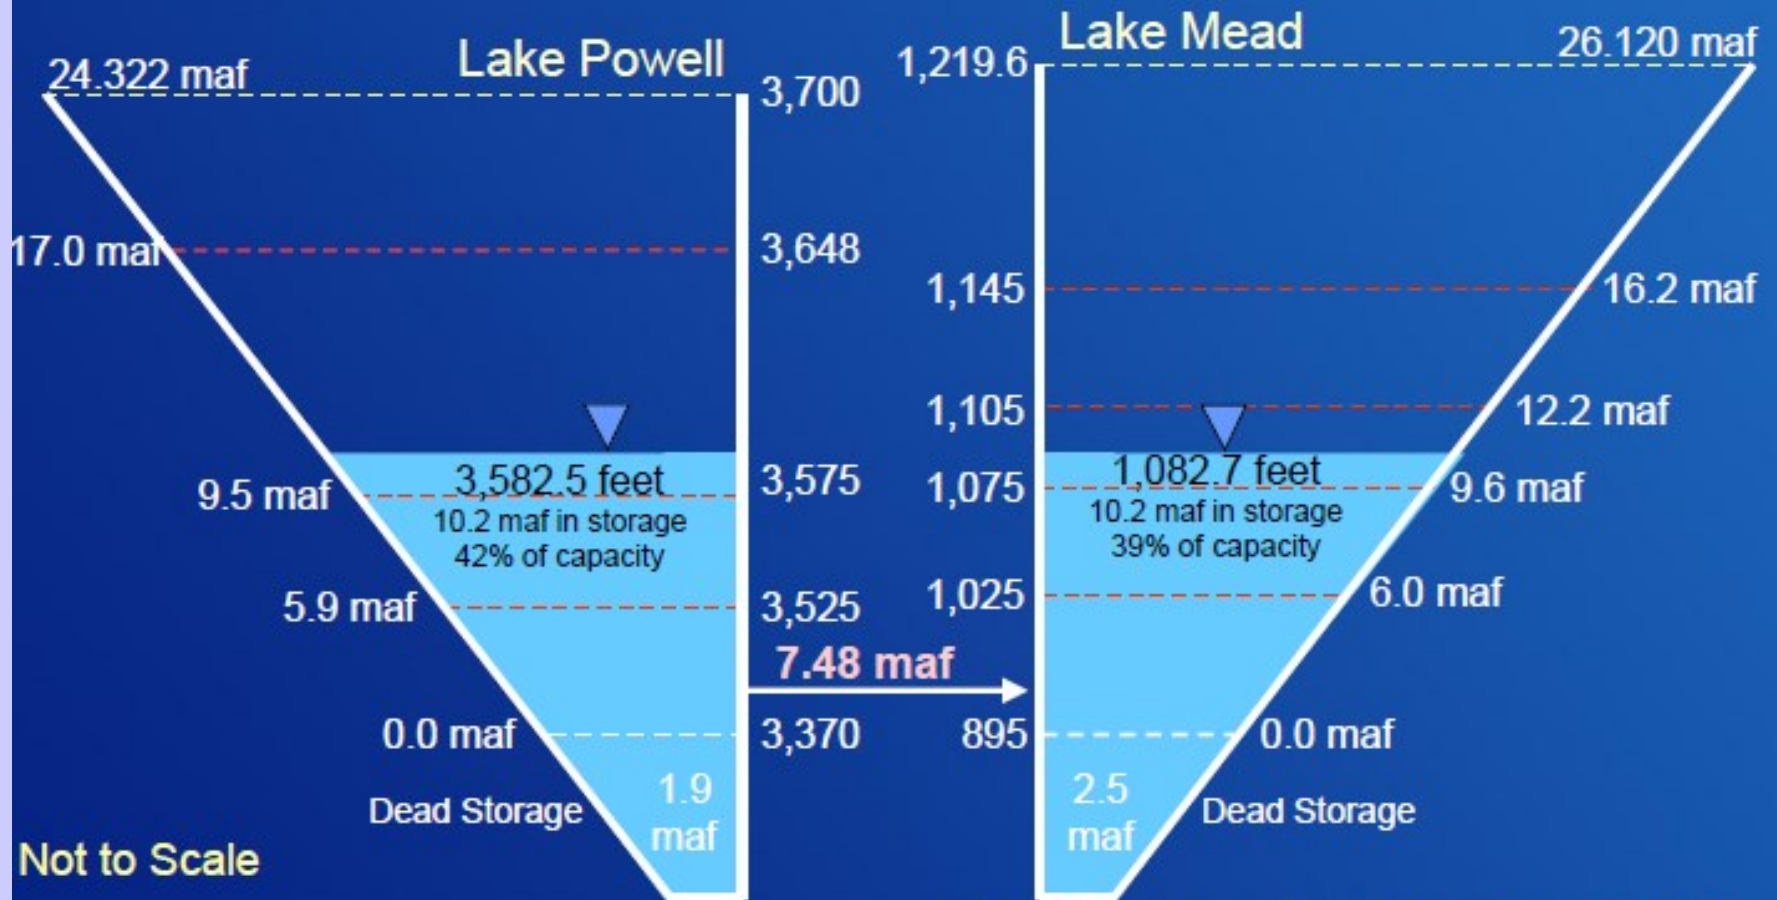 Lake Powell
24.322 maf
3,700
17.0 maf
3,648
3,582.5 feet
10.2 maf in storage
42% of capacity
9.5 maf
3,575
5.9 maf
3,525
7.48 maf
0.0 maf
3,370
1.9
maf
Dead Storage
Not to Scale
Lake Mead
1,219.6
26.120 maf
1,145
16.2 maf
1,105
12.2 maf
1,082.7 feet
10.2 maf in storage
39% of capacity
1,075
9.6 maf
1,025
6.0 maf
895
0.0 maf
2.5
maf
Dead Storage